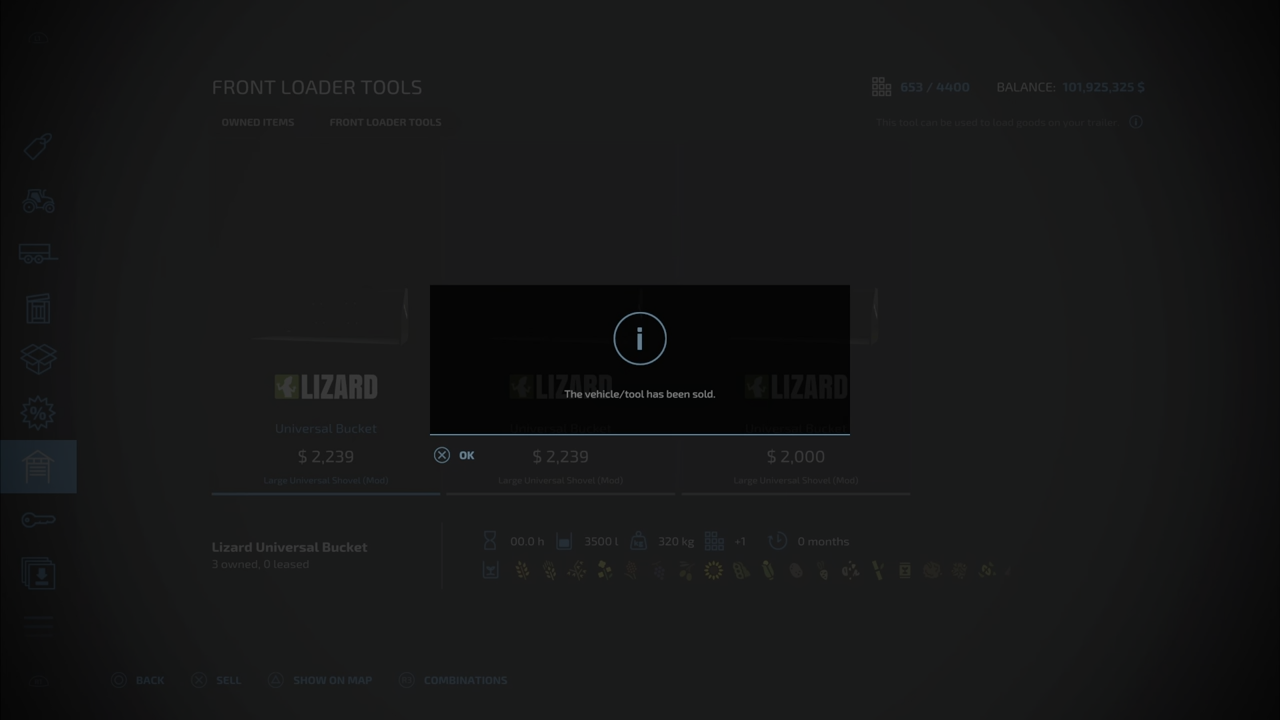 FRONT LOADER TOOLS
653 / 4400 BALANCE: 101,925,325 $
OWNED ITEMS FRONT LOADER TOOLS
This tool can be used to load goods on your trailer.
LIZARD LIZARD LIZARD
The vehicle/tool has been sold.
Universal Bucket Universal Bucket Universal Bucket
$ 2,239 $ 2,239 $ 2,000
OK
Large Universal Shovel (Mod) Large Universal Shovel (Mod) Large Universal Shovel (Mod)
Lizard Universal Bucket
3 owned, 0 leased
00.0 h 3500 l 320 kg +1 0 months
BACK SELL SHOW ON MAP COMBINATIONS